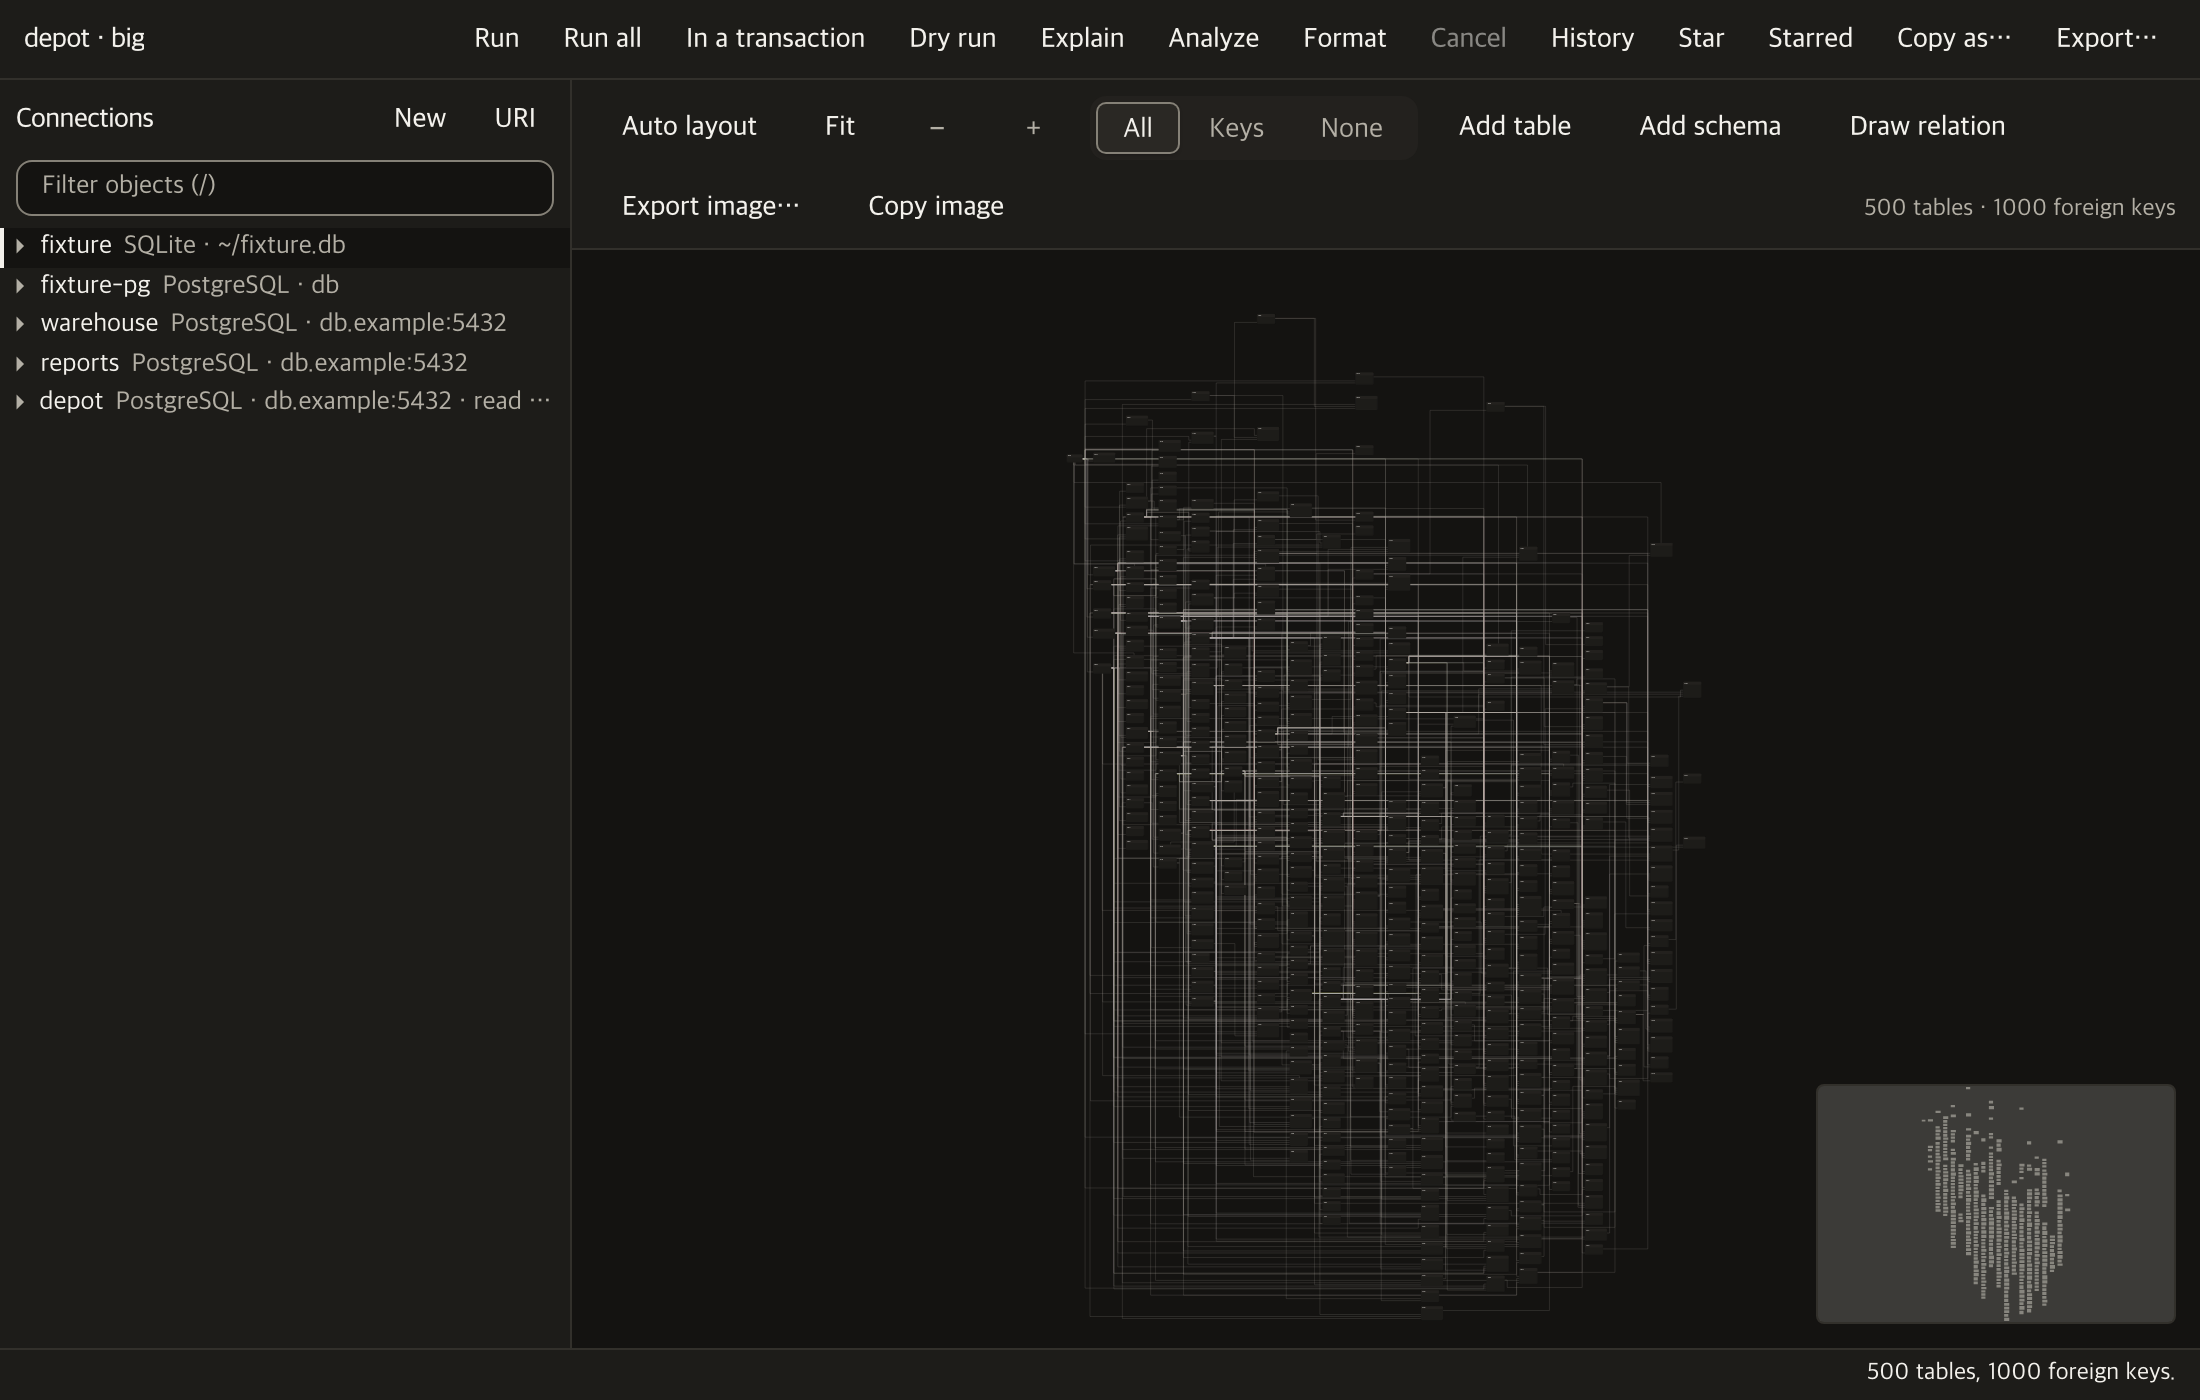 depot · big Run Run all In a transaction Dry run Explain Analyze Format Cancel History Star Starred Copy as··· Export···
Connections New URI
Filter objects (/)
fixture SQLite · ~/fixture.db
fixture-pg PostgreSQL · db
warehouse PostgreSQL · db.example:5432
reports PostgreSQL · db.example:5432
depot PostgreSQL · db.example:5432 · read ···
Auto layout Fit − + All Keys None Add table Add schema Draw relation
Export image··· Copy image 500 tables · 1000 foreign keys
500 tables, 1000 foreign keys.